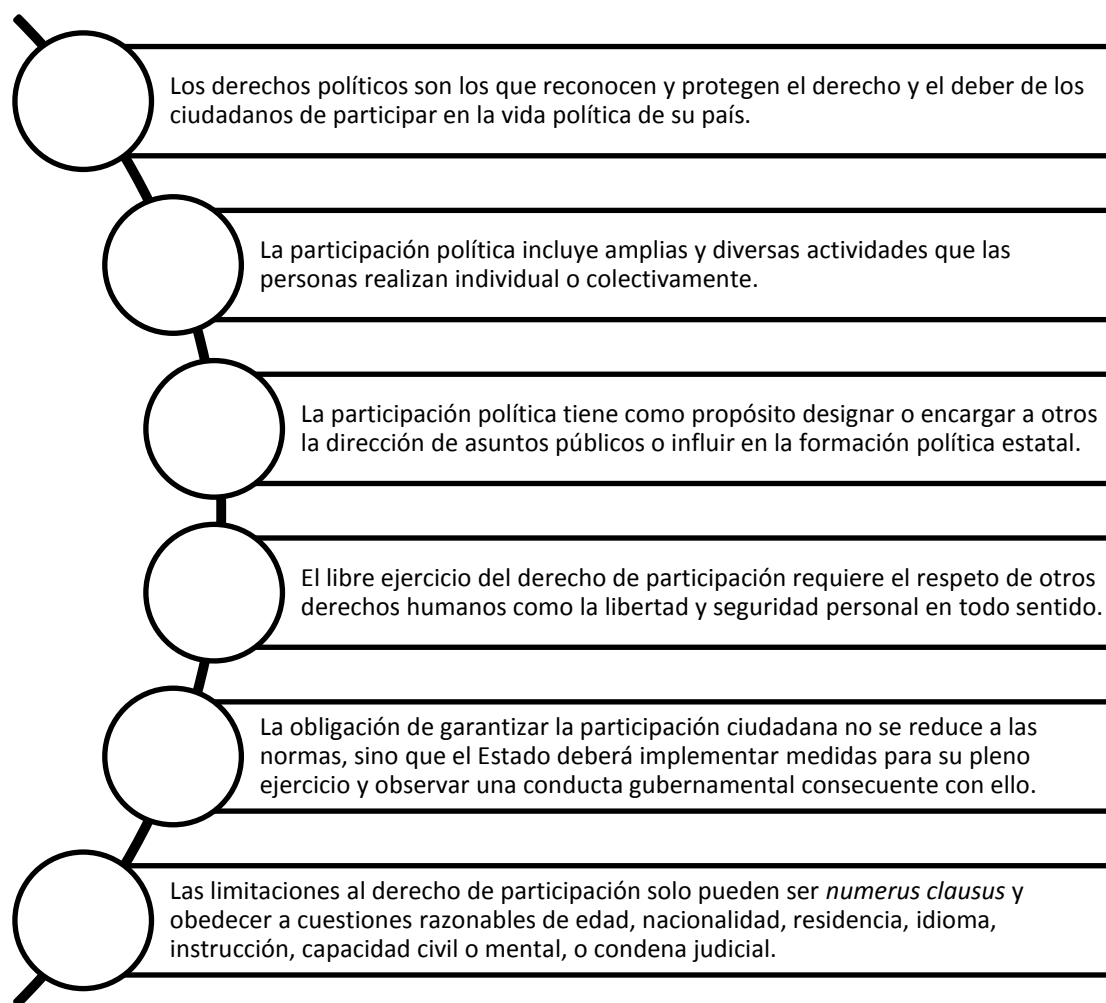 Los derechos políticos son los que reconocen y protegen el derecho y el deber de los
ciudadanos de participar en la vida política de su país.
La participación política incluye amplias y diversas actividades que las
personas realizan individual o colectivamente.
La participación política tiene como propósito designar o encargar a otros
la dirección de asuntos públicos o influir en la formación política estatal.
El libre ejercicio del derecho de participación requiere el respeto de otros
derechos humanos como la libertad y seguridad personal en todo sentido.
La obligación de garantizar la participación ciudadana no se reduce a las
normas, sino que el Estado deberá implementar medidas para su pleno
ejercicio y observar una conducta gubernamental consecuente con ello.
Las limitaciones al derecho de participación solo pueden ser numerus clausus y
obedecer a cuestiones razonables de edad, nacionalidad, residencia, idioma,
instrucción, capacidad civil o mental, o condena judicial.